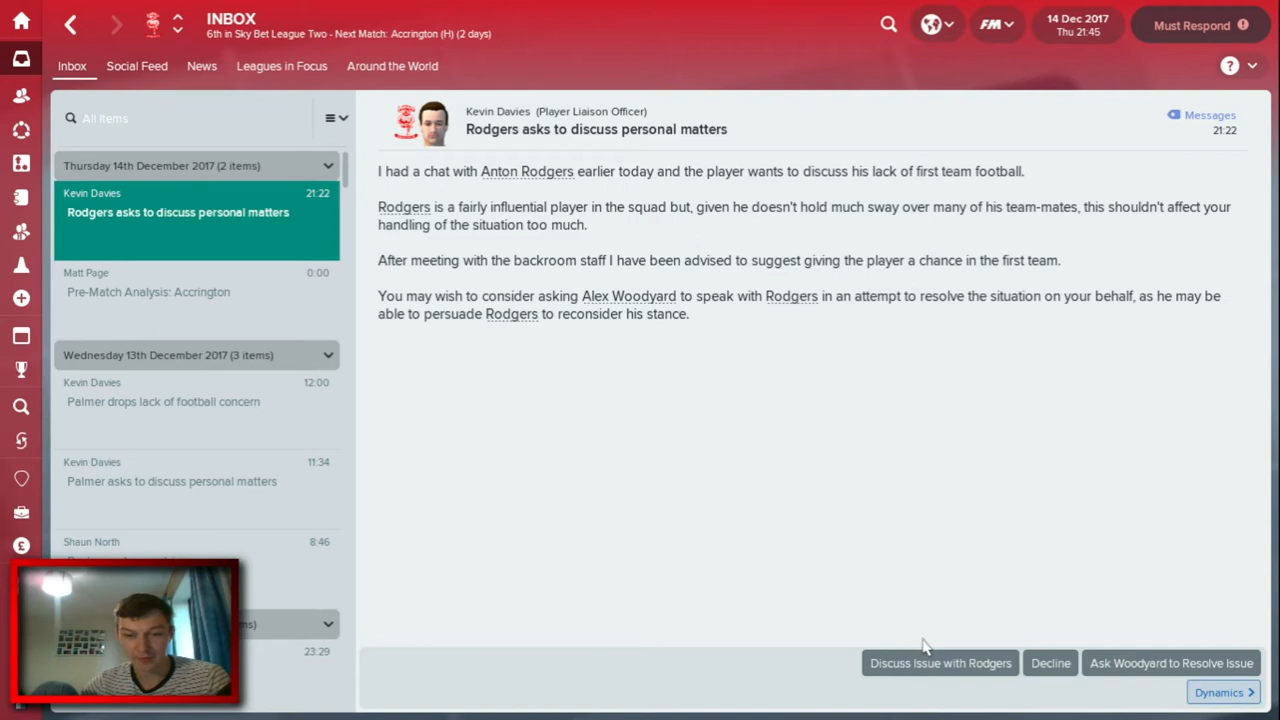 INBOX
6th in Sky Bet League Two - Next Match: Accrington (H) (2 days)
FM
14 Dec 2017
Thu 21:45
Must Respond
Inbox
Social Feed
News
Leagues in Focus
Around the World
?
All Items
Thursday 14th December 2017 (2 items)
Kevin Davies 21:22
Rodgers asks to discuss personal matters
Matt Page 0:00
Pre-Match Analysis: Accrington
Wednesday 13th December 2017 (3 items)
Kevin Davies 12:00
Palmer drops lack of football concern
Kevin Davies 11:34
Palmer asks to discuss personal matters
Shaun North 8:46
23:29
Kevin Davies (Player Liaison Officer)
Rodgers asks to discuss personal matters
Messages
21:22
I had a chat with Anton Rodgers earlier today and the player wants to discuss his lack of first team football.
Rodgers is a fairly influential player in the squad but, given he doesn't hold much sway over many of his team-mates, this shouldn't affect your
handling of the situation too much.
After meeting with the backroom staff I have been advised to suggest giving the player a chance in the first team.
You may wish to consider asking Alex Woodyard to speak with Rodgers in an attempt to resolve the situation on your behalf, as he may be
able to persuade Rodgers to reconsider his stance.
Discuss Issue with Rodgers
Decline
Ask Woodyard to Resolve Issue
Dynamics